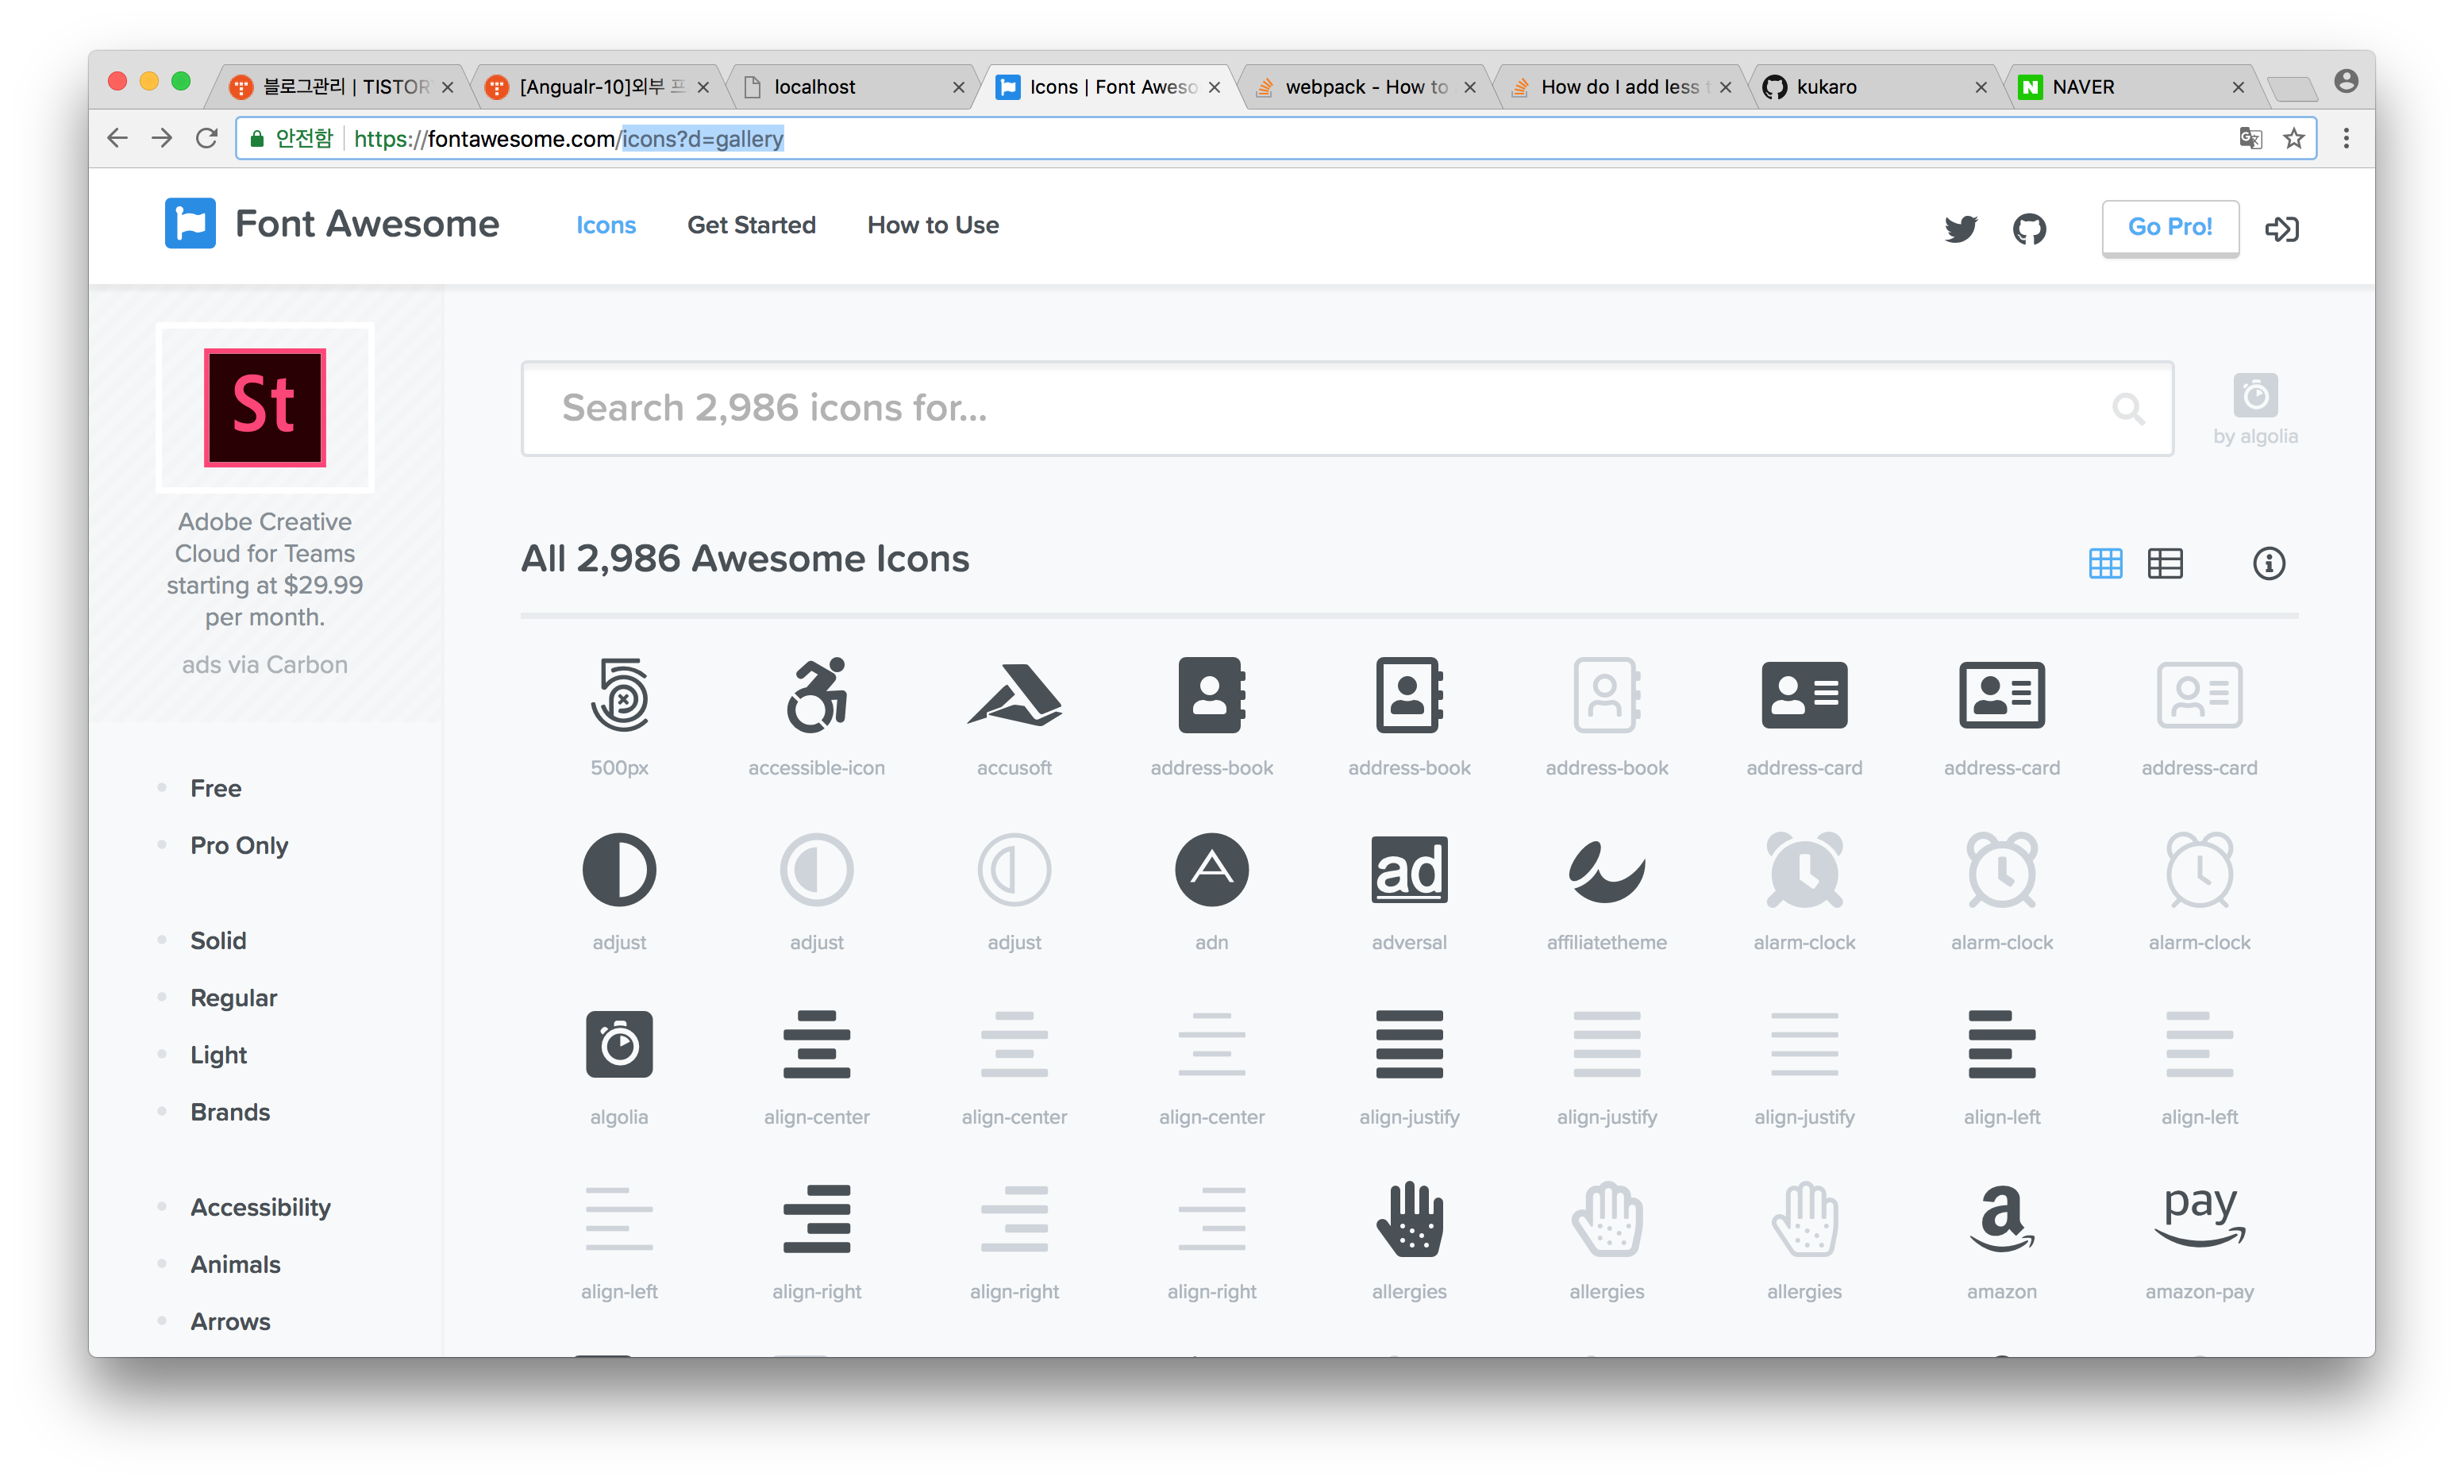 블로그관리 | TISTOR
[Angualr-10]외부 프
localhost
Icons | Font Aweso
webpack - How to
How do I add less t
kukaro
NAVER
안전함
https://fontawesome.com/icons?d=gallery
Font Awesome
Icons
Get Started
How to Use
Go Pro!
St
Adobe Creative
Cloud for Teams
starting at $29.99
per month.
ads via Carbon
Search 2,986 icons for...
by algolia
All 2,986 Awesome Icons
500px accessible-icon accusoft address-book address-book address-book address-card address-card address-card
ad
adjust adjust adjust adn adversal affiliatetheme alarm-clock alarm-clock alarm-clock
algolia align-center align-center align-center align-justify align-justify align-justify align-left align-left
a pay
align-left align-right align-right align-right allergies allergies allergies amazon amazon-pay
Free
Pro Only
Solid
Regular
Light
Brands
Accessibility
Animals
Arrows